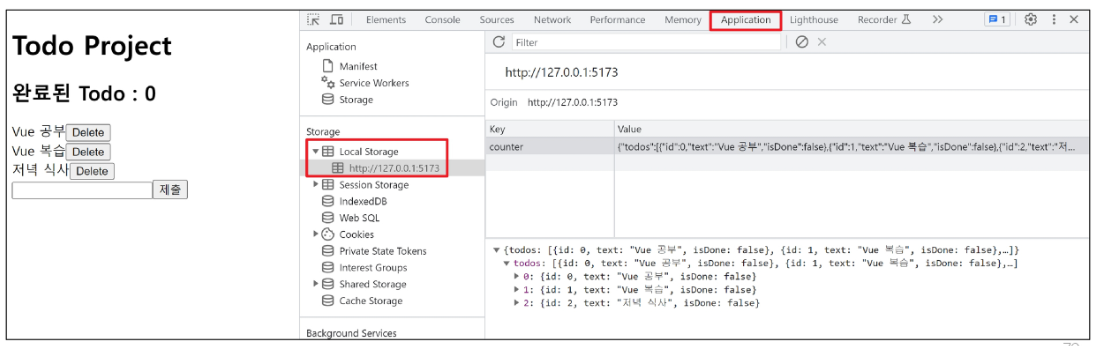 Todo Project
완료된 Todo : 0
Vue 공부 Delete
Vue 복습 Delete
저녁 식사 Delete
제출
Elements Console Sources Network Performance Memory Application Lighthouse Recorder >> 1
Application
Manifest
Service Workers
Storage
Storage
Local Storage
http://127.0.0.1:5173
Session Storage
IndexedDB
Web SQL
Cookies
Private State Tokens
Interest Groups
Shared Storage
Cache Storage
Background Services
Filter
http://127.0.0.1:5173
Origin http://127.0.0.1:5173
Key Value
counter {"todos":[{"id":0,"text":"Vue 공부","isDone":false},{"id":1,"text":"Vue 복습","isDone":false},{"id":2,"text":"저...
▼ {todos: [{id: 0, text: "Vue 공부", isDone: false}, {id: 1, text: "Vue 복습", isDone: false},…]}
▼ todos: [{id: 0, text: "Vue 공부", isDone: false}, {id: 1, text: "Vue 복습", isDone: false},…]
▶ 0: {id: 0, text: "Vue 공부", isDone: false}
▶ 1: {id: 1, text: "Vue 복습", isDone: false}
▶ 2: {id: 2, text: "저녁 식사", isDone: false}